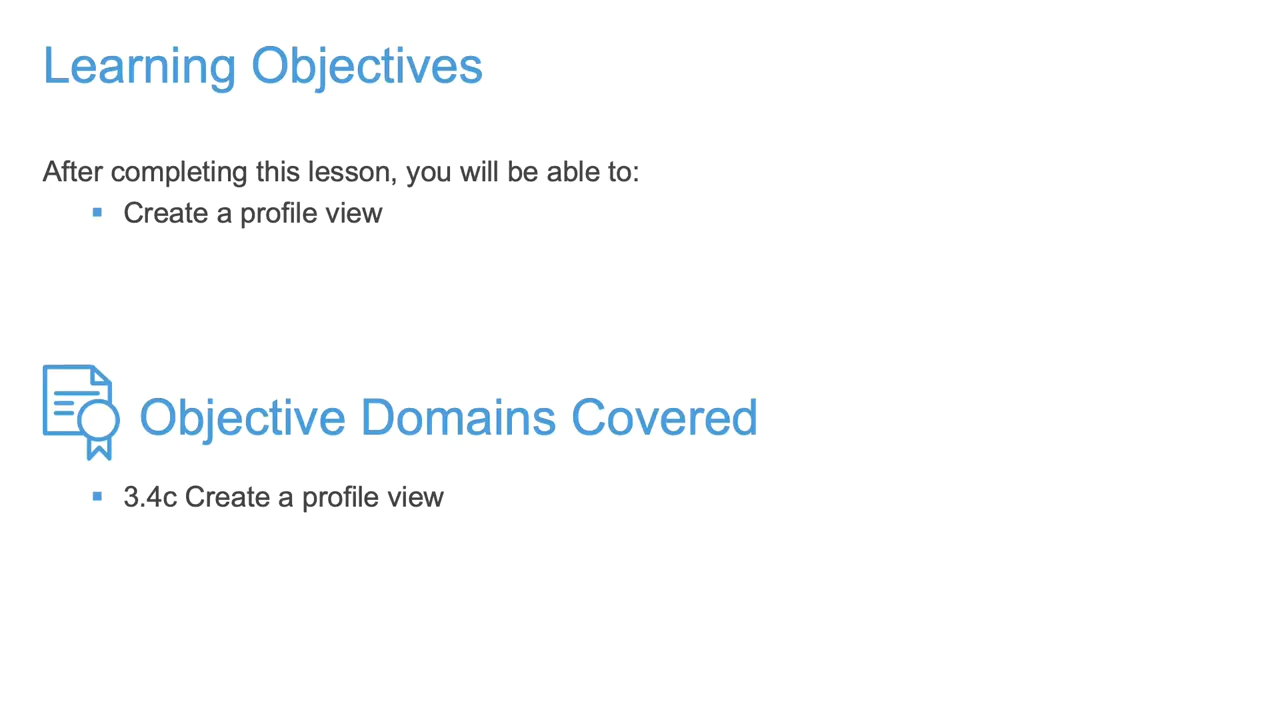 Learning Objectives
After completing this lesson, you will be able to:
Create a profile view
Objective Domains Covered
3.4c Create a profile view